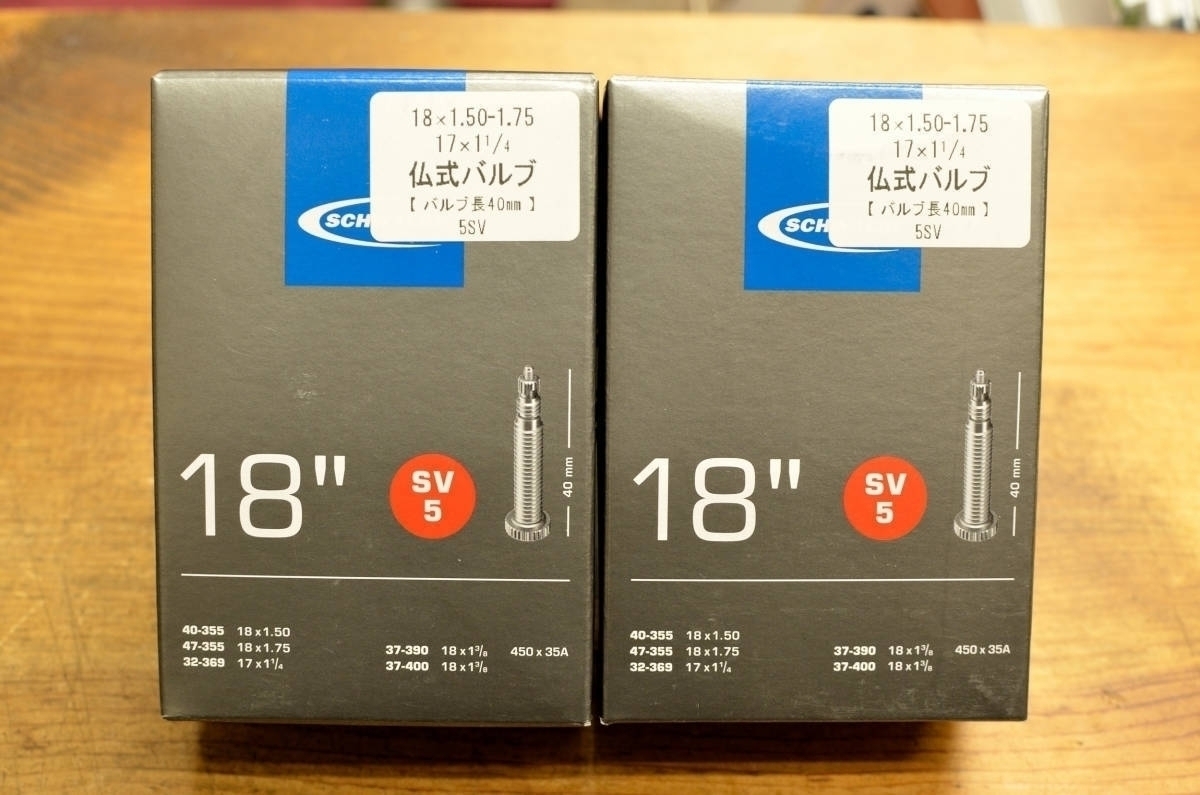 18×1.50-1.75
17×1 1/4
仏式バルブ
【 バルブ長40mm 】
5SV
SCH
18"
SV
5
40 mm
40-355 18 x 1.50
47-355 18 x 1.75
32-369 17 x 1 1/4
37-390 18 x 1 3/8 450 x 35A
37-400 18 x 1 3/8
18×1.50-1.75
17×1 1/4
仏式バルブ
【 バルブ長40mm 】
5SV
SCH
18"
SV
5
40 mm
40-355 18 x 1.50
47-355 18 x 1.75
32-369 17 x 1 1/4
37-390 18 x 1 3/8 450 x 35A
37-400 18 x 1 3/8